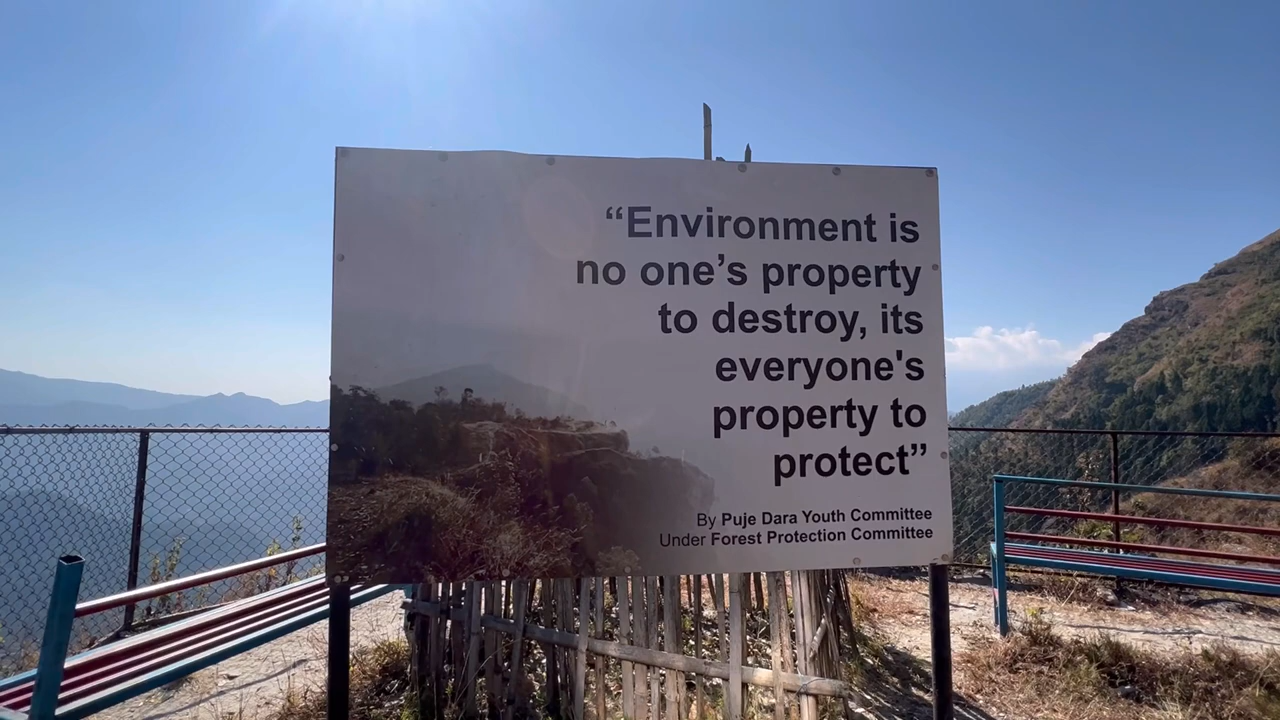 “Environment is
no one’s property
to destroy, its
everyone's
property to
protect”
By Puje Dara Youth Committee
Under Forest Protection Committee